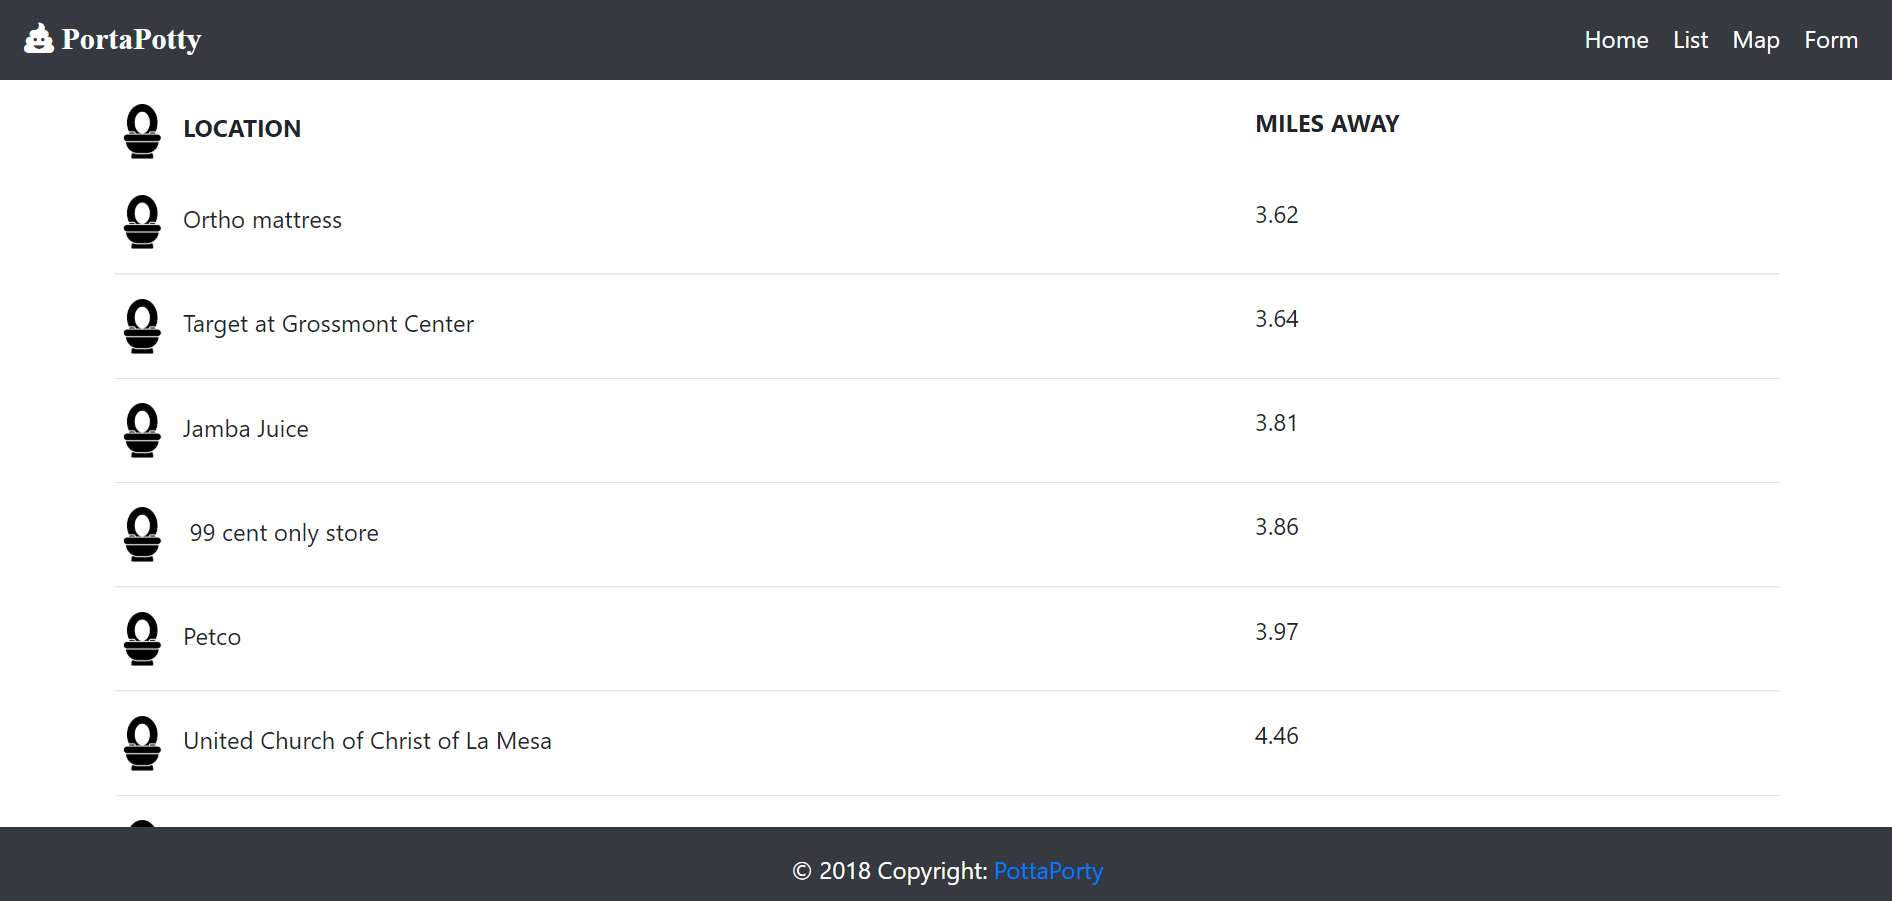 PortaPotty Home List Map Form
LOCATION MILES AWAY
Ortho mattress 3.62
Target at Grossmont Center 3.64
Jamba Juice 3.81
99 cent only store 3.86
Petco 3.97
United Church of Christ of La Mesa 4.46
© 2018 Copyright: PottaPorty